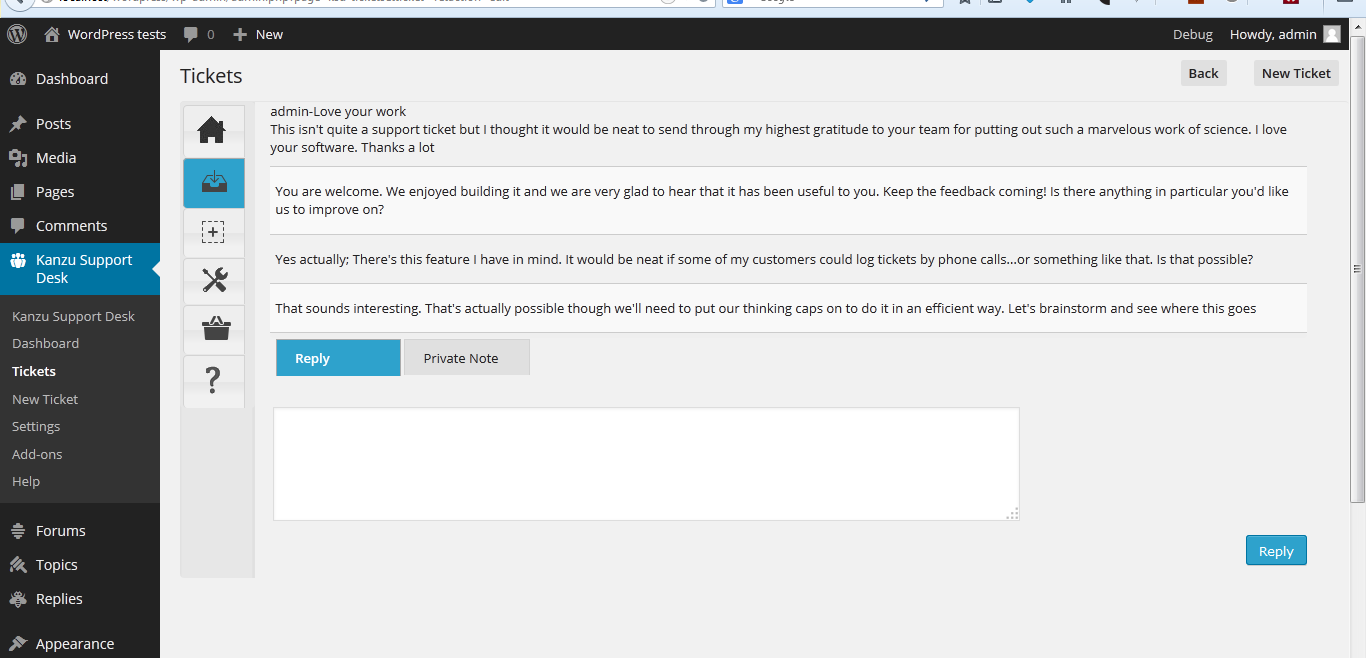 WordPress tests
0
New
Debug
Howdy, admin
Dashboard
Posts
Media
Pages
Comments
Kanzu Support
Desk
Kanzu Support Desk
Dashboard
Tickets
New Ticket
Settings
Add-ons
Help
Forums
Topics
Replies
Appearance
Tickets
Back
New Ticket
admin-Love your work
This isn't quite a support ticket but I thought it would be neat to send through my highest gratitude to your team for putting out such a marvelous work of science. I love
your software. Thanks a lot
You are welcome. We enjoyed building it and we are very glad to hear that it has been useful to you. Keep the feedback coming! Is there anything in particular you'd like
us to improve on?
Yes actually; There's this feature I have in mind. It would be neat if some of my customers could log tickets by phone calls...or something like that. Is that possible?
That sounds interesting. That's actually possible though we'll need to put our thinking caps on to do it in an efficient way. Let's brainstorm and see where this goes
Reply
Private Note
Reply